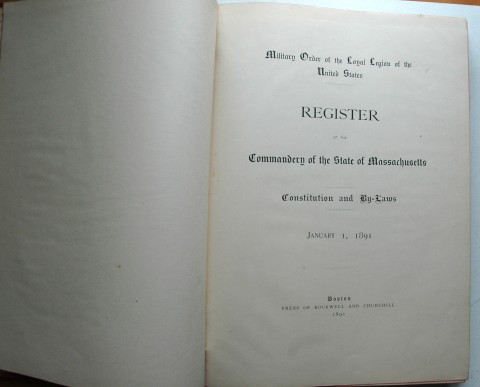 Military Order of the Loyal Legion of the
United States
REGISTER
OF THE
Commandery of the State of Massachusetts
Constitution and By-Laws
JANUARY 1, 1891
Boston
PRESS OF ROCKWELL AND CHURCHILL
1891